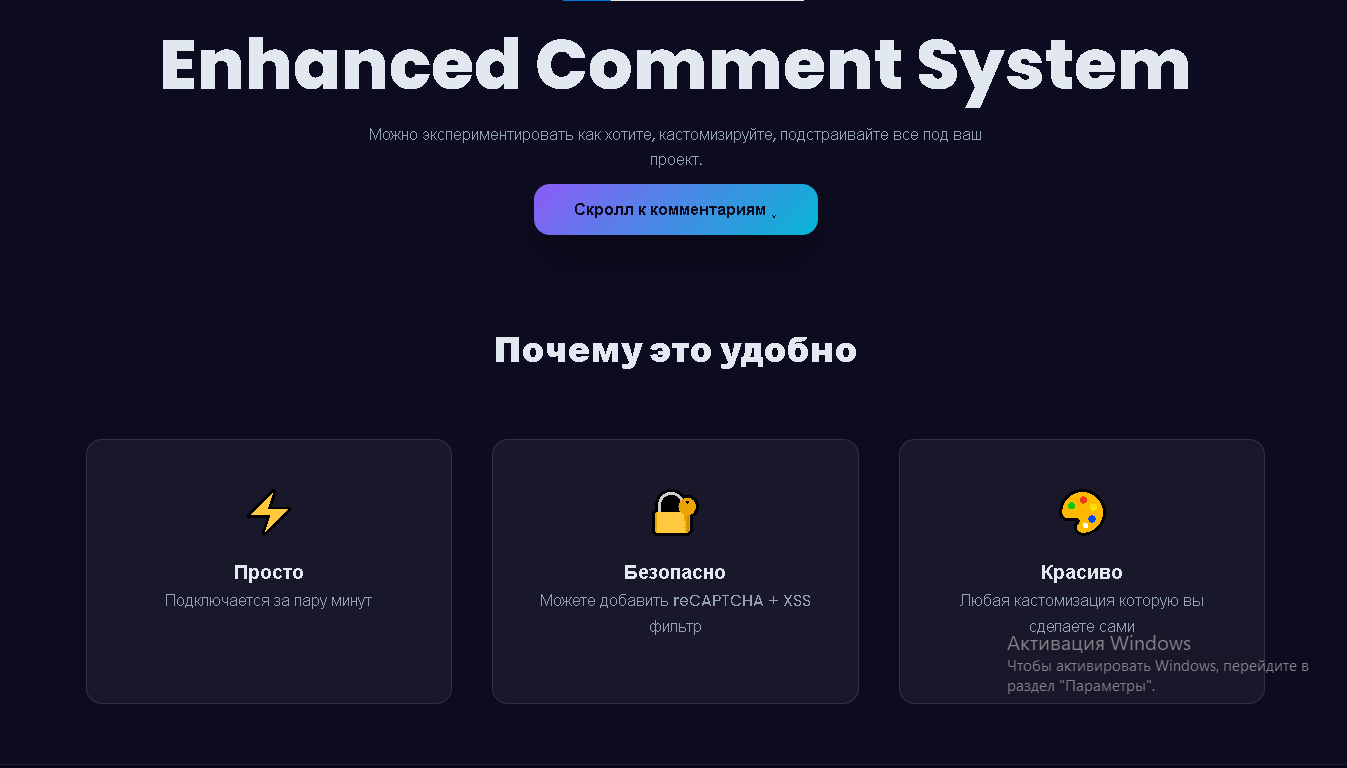 Enhanced Comment System
Можно экспериментировать как хотите, кастомизируйте, подстраивайте все под ваш
проект.
Скролл к комментариям
Почему это удобно
Просто
Подключается за пару минут
Безопасно
Можете добавить reCAPTCHA + XSS
фильтр
Красиво
Любая кастомизация которую вы
сделаете сами
Активация Windows
Чтобы активировать Windows, перейдите в
раздел "Параметры".